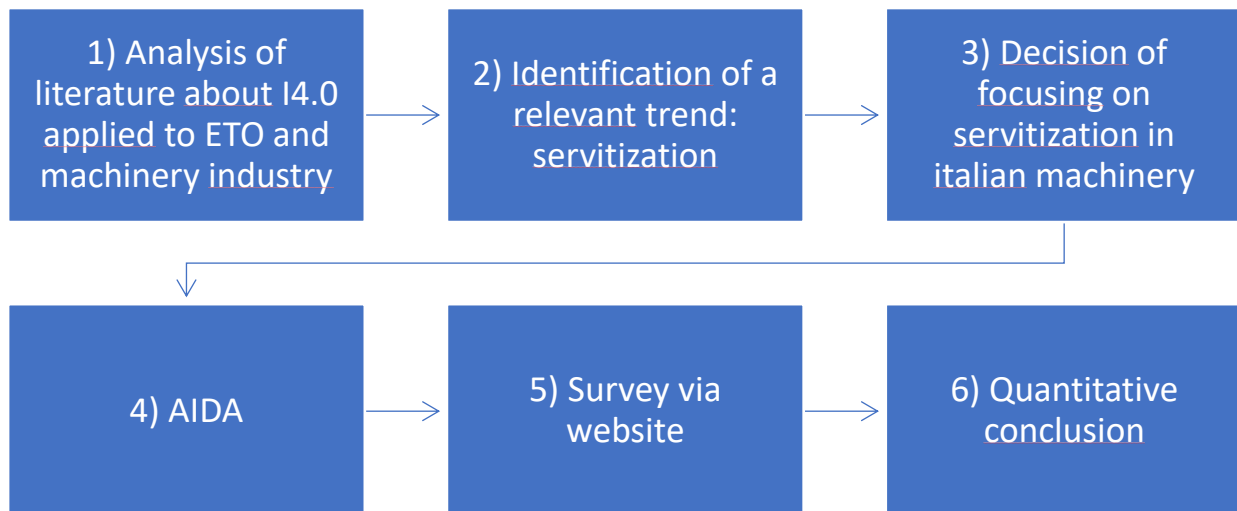 1) Analysis of
literature about I4.0
applied to ETO and
machinery industry
2) Identification of a
relevant trend:
servitization
3) Decision of
focusing on
servitization in
italian machinery
4) AIDA
5) Survey via
website
6) Quantitative
conclusion